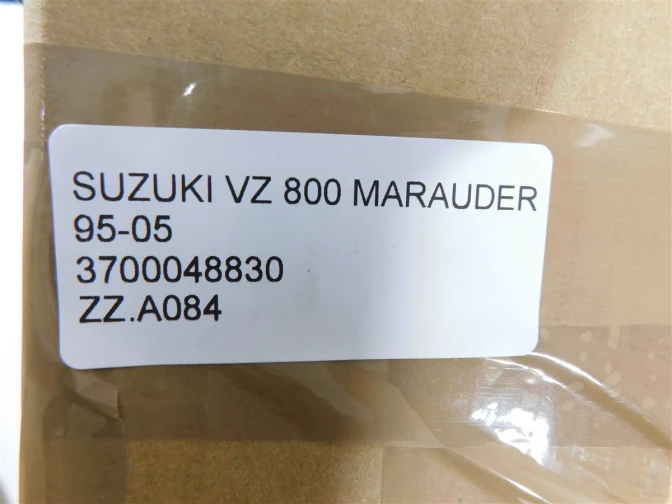 SUZUKI VZ 800 MARAUDER
95-05
3700048830
ZZ.A084